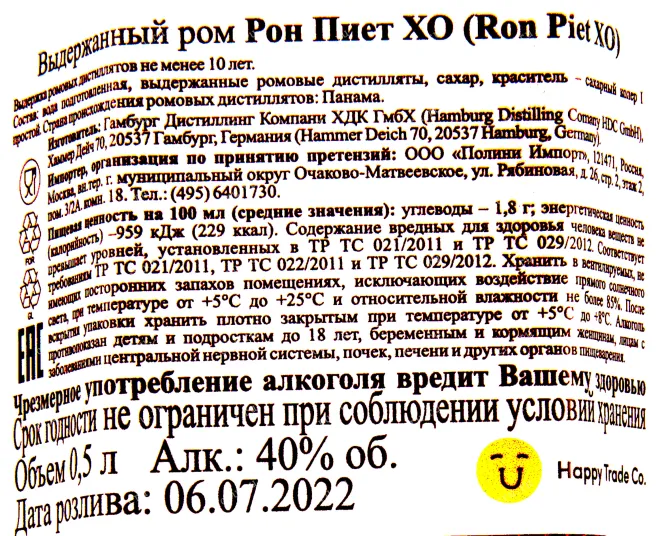 Выдержанный ром Рон Пиет ХО (Ron Piet XO)
Выдержка ромовых дистиллятов не менее 10 лет.
Состав: вода подготовленная, выдержанные ромовые дистилляты, сахар, краситель – сахарный колер I
простой. Страна происхождения ромовых дистиллятов: Панама.
Изготовитель: Гамбург Дистиллинг Компани ХДК ГмбХ (Hamburg Distilling Comany HDC GmbH),
Хаммер Дейч 70, 20537 Гамбург, Германия (Hammer Deich 70, 20537 Hamburg, Germany).
Импортер, организация по принятию претензий: ООО «Полини Импорт», 121471, Россия,
Москва, вн.тер. г. муниципальный округ Очаково-Матвеевское, ул. Рябиновая, д. 26, стр. 2, этаж 2,
пом. 3/2А. комн. 18. Тел.: (495) 6401730.
Пищевая ценность на 100 мл (средние значения): углеводы – 1,8 г; энергетическая ценность
(калорийность) –959 кДж (229 ккал). Содержание вредных для здоровья человека веществ не
превышает уровней, установленных в ТР ТС 021/2011 и ТР ТС 029/2012. Соответствует
требованиям ТР ТС 021/2011, ТР ТС 022/2011 и ТР ТС 029/2012. Хранить в вентилируемых, не
имеющих посторонних запахов помещениях, исключающих воздействие прямого солнечного
света, при температуре от +5°С до +25°С и относительной влажности не более 85%. После
вскрытия упаковки хранить плотно закрытым при температуре от +5°С до +8°С. Алкоголь
противопоказан детям и подросткам до 18 лет, беременным и кормящим женщинам, лицам с
заболеваниями центральной нервной системы, почек, печени и других органов пищеварения.
FOR
GL
EAC
Чрезмерное употребление алкоголя вредит Вашему здоровью
Срок годности не ограничен при соблюдении условий хранения
Объем 0,5 л Алк.: 40% об.
Дата розлива: 06.07.2022
Happy Trade Co.